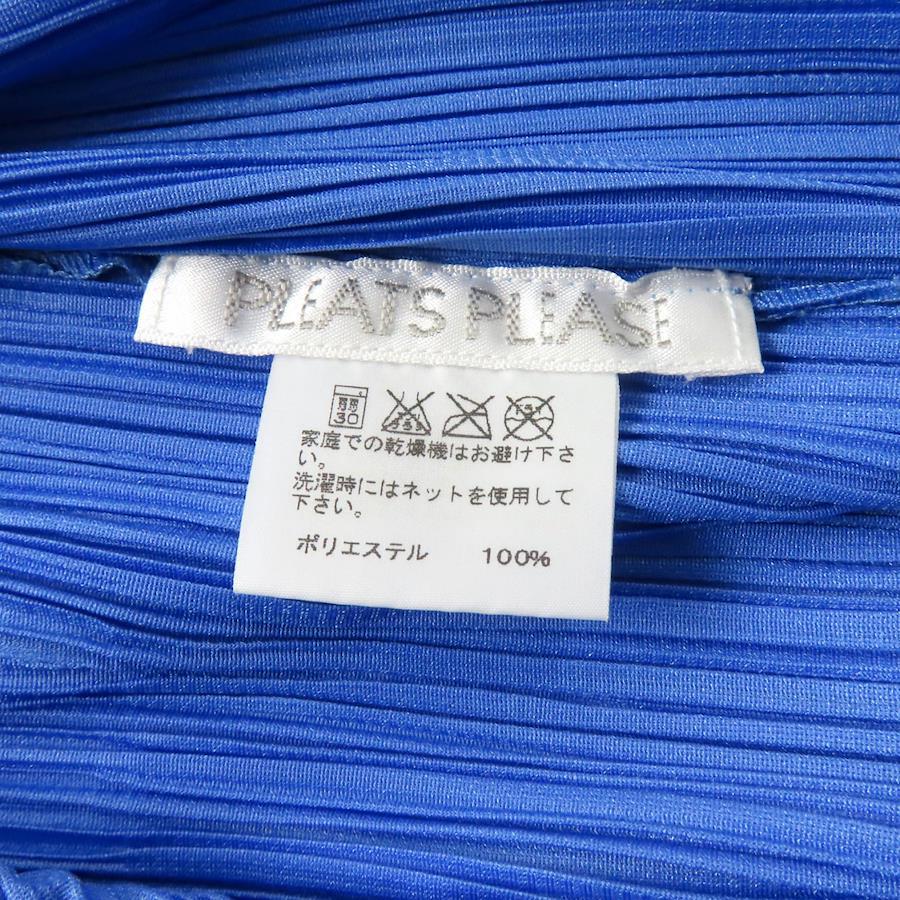 PLEATS PLEASE
30
家庭での乾燥機はお避け下さ
い。
洗濯時にはネットを使用して
下さい。
ポリエステル 100%